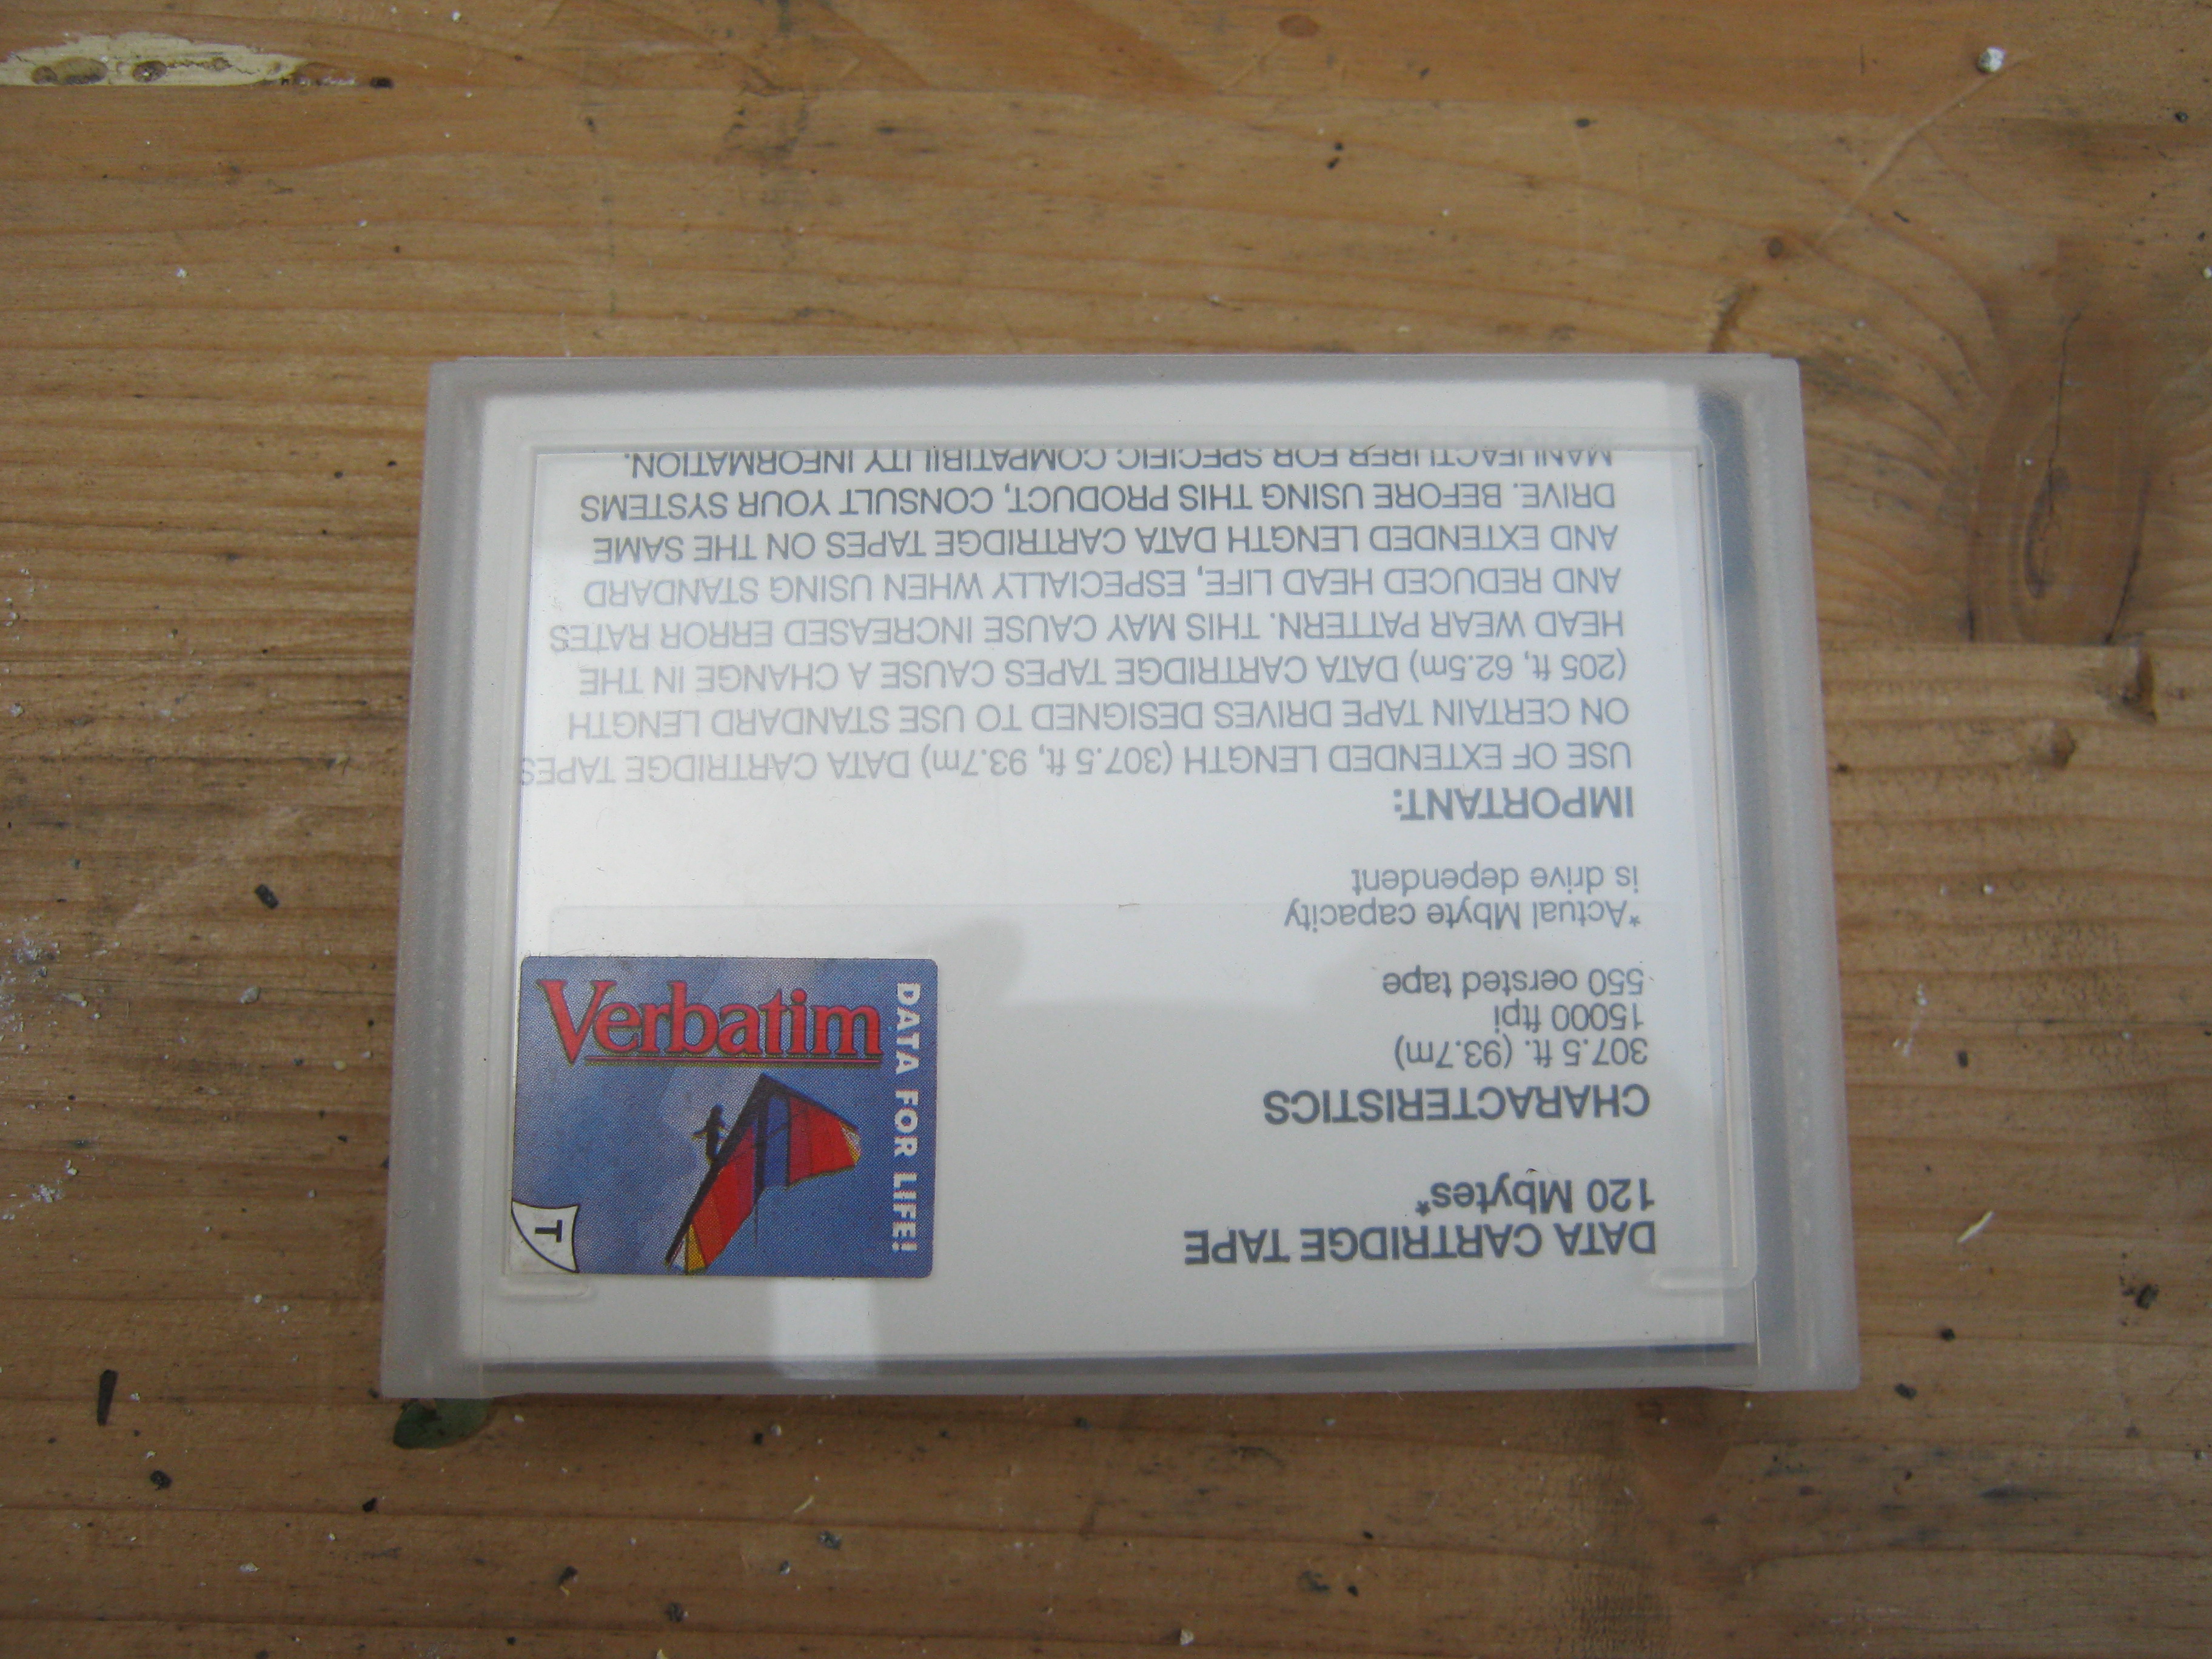 DATA CARTRIDGE TAPE
120 Mbytes*
CHARACTERISTICS
307.5 ft. (93.7m)
15000 ftpi
550 oersted tape
*Actual Mbyte capacity
is drive dependent
IMPORTANT:
USE OF EXTENDED LENGTH (307.5 ft, 93.7m) DATA CARTRIDGE TAPES
ON CERTAIN TAPE DRIVES DESIGNED TO USE STANDARD LENGTH
(205 ft, 62.5m) DATA CARTRIDGE TAPES CAUSE A CHANGE IN THE
HEAD WEAR PATTERN. THIS MAY CAUSE INCREASED ERROR RATES
AND REDUCED HEAD LIFE, ESPECIALLY WHEN USING STANDARD
AND EXTENDED LENGTH DATA CARTRIDGE TAPES ON THE SAME
DRIVE. BEFORE USING THIS PRODUCT, CONSULT YOUR SYSTEMS
MANUFACTURER FOR SPECIFIC COMPATIBILITY INFORMATION.
Verbatim
DATA FOR LIFE!
T